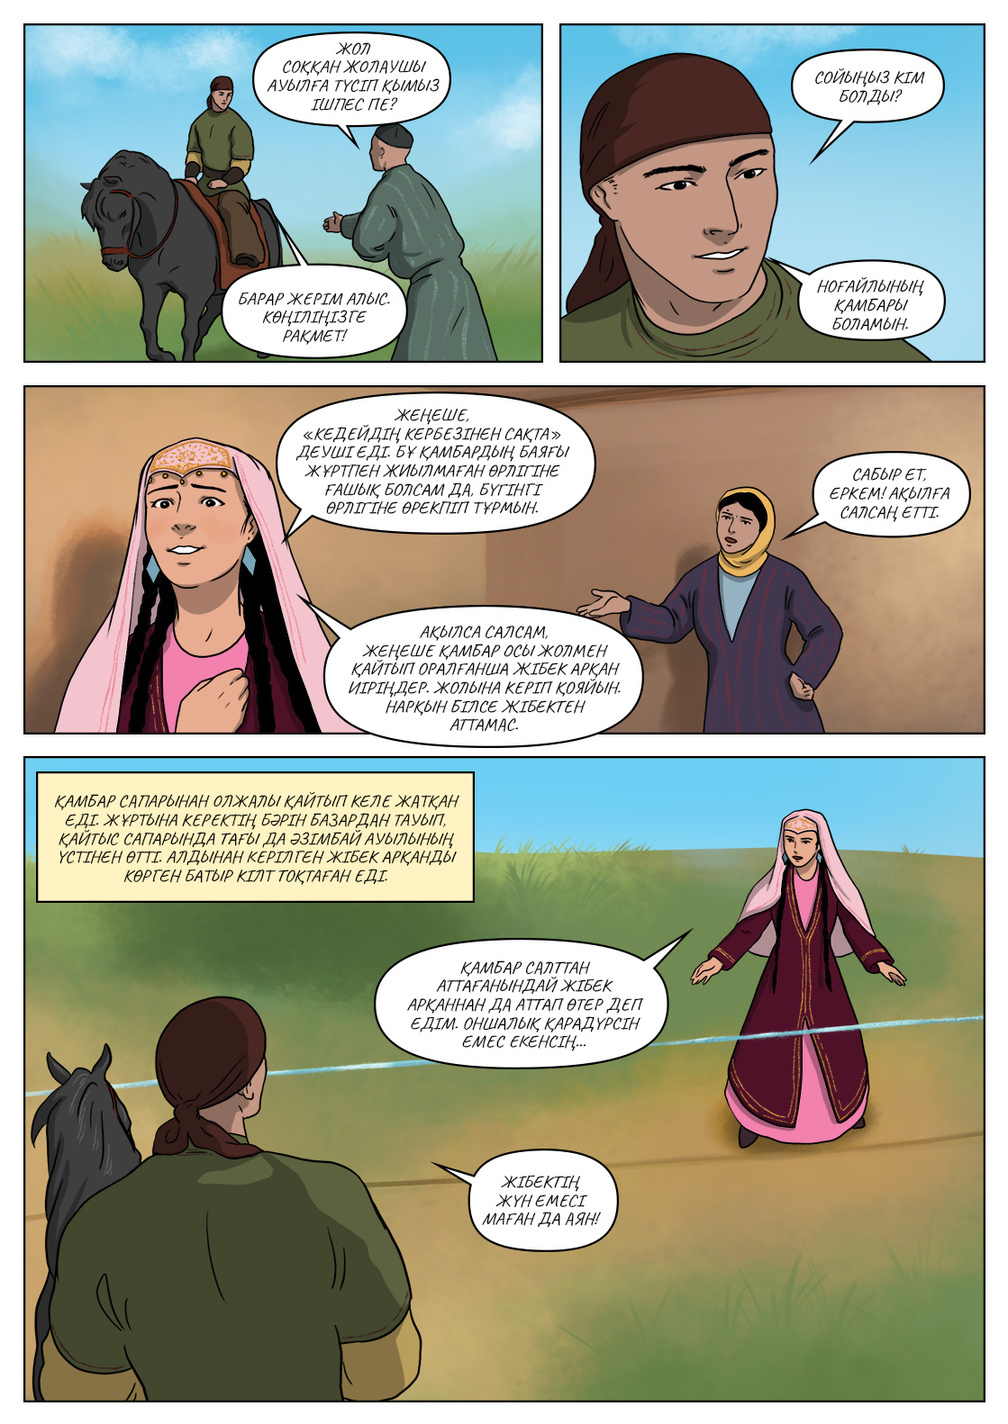 ЖОЛ
СОҚҚАН ЖОЛАУШЫ
АУЫЛҒА ТҮСІП ҚЫМЫЗ
ІШПЕС ПЕ?
БАРАР ЖЕРІМ АЛЫС.
КӨҢІЛІҢІЗГЕ
РАҚМЕТ!
СОЙЫҢЫЗ КІМ
БОЛДЫ?
НОҒАЙЛЫНЫҢ
ҚАМБАРЫ
БОЛАМЫН.
ЖЕҢЕШЕ,
«КЕДЕЙДІҢ КЕРБЕЗІНЕН САҚТА»
ДЕУШІ ЕДІ. БҰ ҚАМБАРДЫҢ БАЯҒЫ
ЖҰРТПЕН ЖИЫЛМАҒАН ӨРЛІГІНЕ
ҒАШЫҚ БОЛСАМ ДА, БҮГІНГІ
ӨРЛІГІНЕ ӨРЕКПІП ТҰРМЫН.
САБЫР ЕТ,
ЕРКЕМ! АҚЫЛҒА
САЛСАҢ ЕТТІ.
АҚЫЛСА САЛСАМ,
ЖЕҢЕШЕ ҚАМБАР ОСЫ ЖОЛМЕН
ҚАЙТЫП ОРАЛҒАНША ЖІБЕК АРҚАН
ИІРІҢДЕР. ЖОЛЫНА КЕРІП ҚОЯЙЫН.
НАРҚЫН БІЛСЕ ЖІБЕКТЕН
АТТАМАС.
ҚАМБАР САПАРЫНАН ОЛЖАЛЫ ҚАЙТЫП КЕЛЕ ЖАТҚАН
ЕДІ. ЖҰРТЫНА КЕРЕКТІҢ БӘРІН БАЗАРДАН ТАУЫП,
ҚАЙТЫС САПАРЫНДА ТАҒЫ ДА ӘЗІМБАЙ АУЫЛЫНЫҢ
ҮСТІНЕН ӨТТІ. АЛДЫНАН КЕРІЛГЕН ЖІБЕК АРҚАНДЫ
КӨРГЕН БАТЫР КІЛТ ТОҚТАҒАН ЕДІ.
ҚАМБАР САЛТТАН
АТТАҒАНЫНДАЙ ЖІБЕК
АРҚАННАН ДА АТТАП ӨТЕР ДЕП
ЕДІМ. ОНШАЛЫҚ ҚАРАДҮРСІН
ЕМЕС ЕКЕНСІҢ...
ЖІБЕКТІҢ
ЖҮН ЕМЕСІ
МАҒАН ДА АЯН!